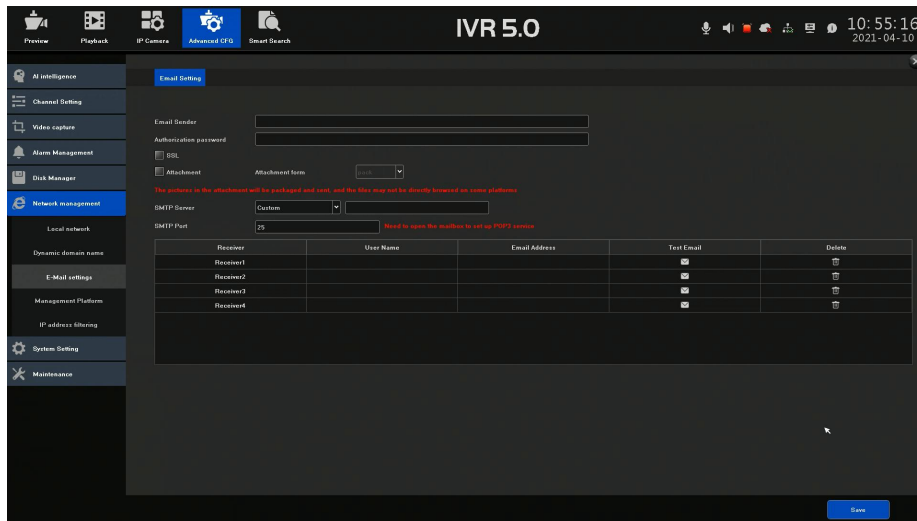 IVR 5.0
10:55:16
2021-04-10
Preview Playback IP Camera Advanced CFG Smart Search
AI intelligence
Channel Setting
Video capture
Alarm Management
Disk Manager
Network management
Local network
Dynamic domain name
E-Mail settings
Management Platform
IP address filtering
System Setting
Maintenance
Email Setting
Email Sender
Authorization password
SSL
Attachment Attachment form
The pictures in the attachment will be packaged and sent, and the files may not be directly browsed on some platforms
SMTP Server Custom
SMTP Port 25 Need to open the mailbox to set up POP3 service
Receiver User Name Email Address Test Email Delete
Receiver1
Receiver2
Receiver3
Receiver4
Save